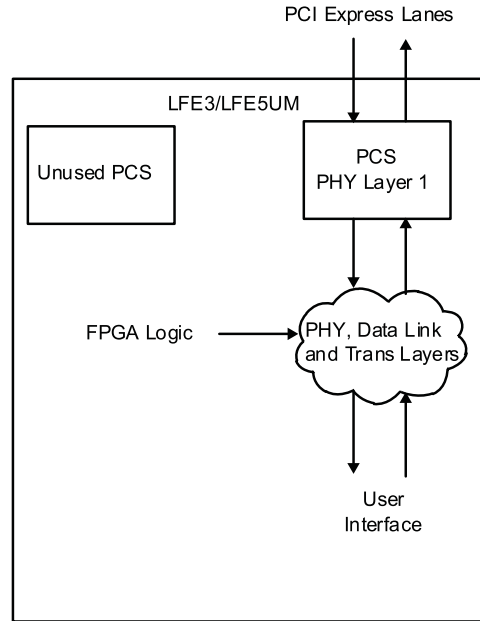 PCI Express Lanes
LFE3/LFE5UM
Unused PCS
PCS
PHY Layer 1
FPGA Logic
PHY, Data Link
and Trans Layers
User
Interface